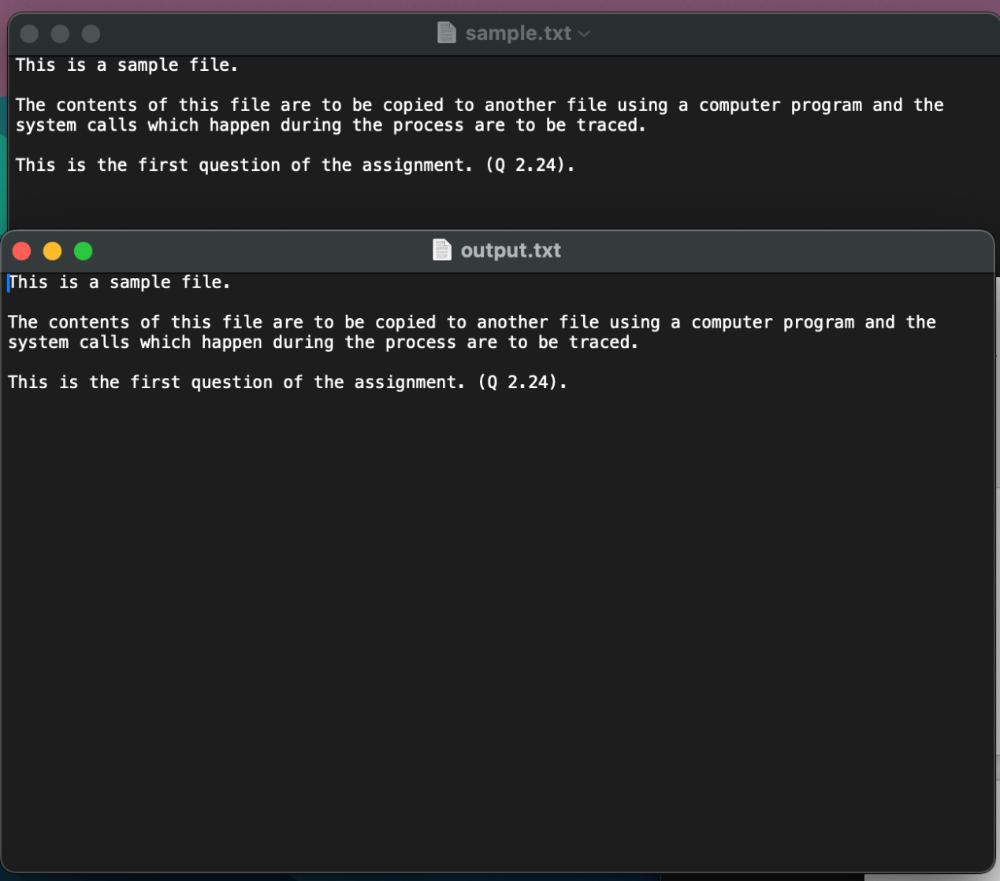 sample.txt
This is a sample file.
The contents of this file are to be copied to another file using a computer program and the
system calls which happen during the process are to be traced.
This is the first question of the assignment. (Q 2.24).
output.txt
This is a sample file.
The contents of this file are to be copied to another file using a computer program and the
system calls which happen during the process are to be traced.
This is the first question of the assignment. (Q 2.24).